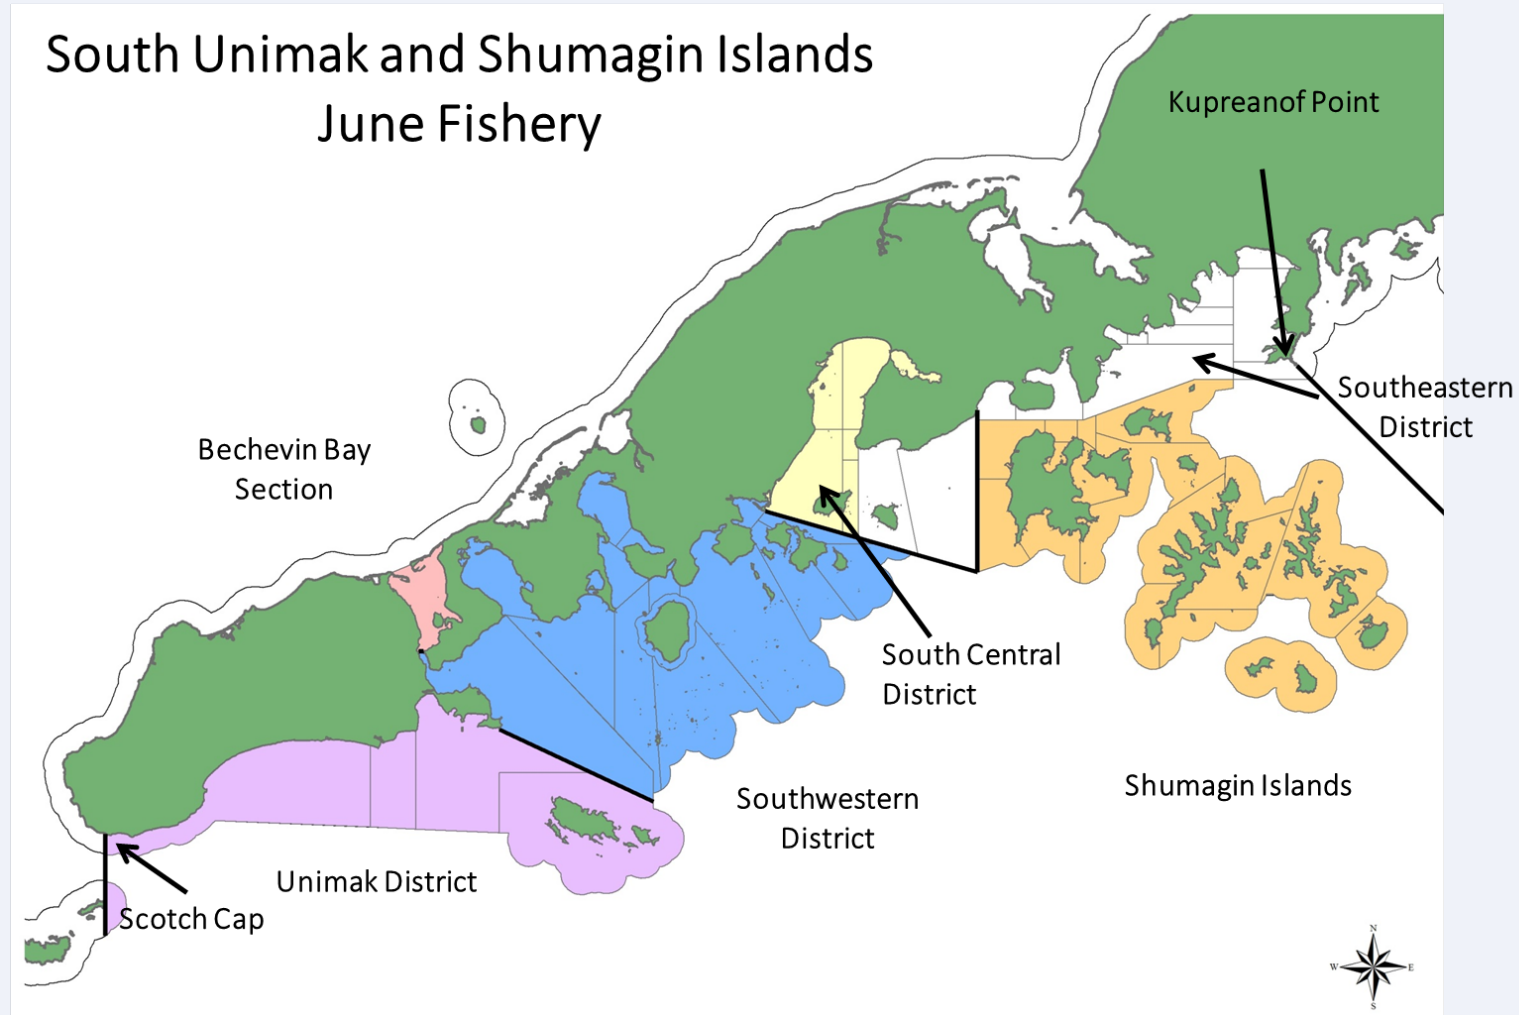 South Unimak and Shumagin Islands
June Fishery
Kupreanof Point
Southeastern
District
Bechevin Bay
Section
South Central
District
Shumagin Islands
Southwestern
District
Unimak District
Scotch Cap
N
W
E
S